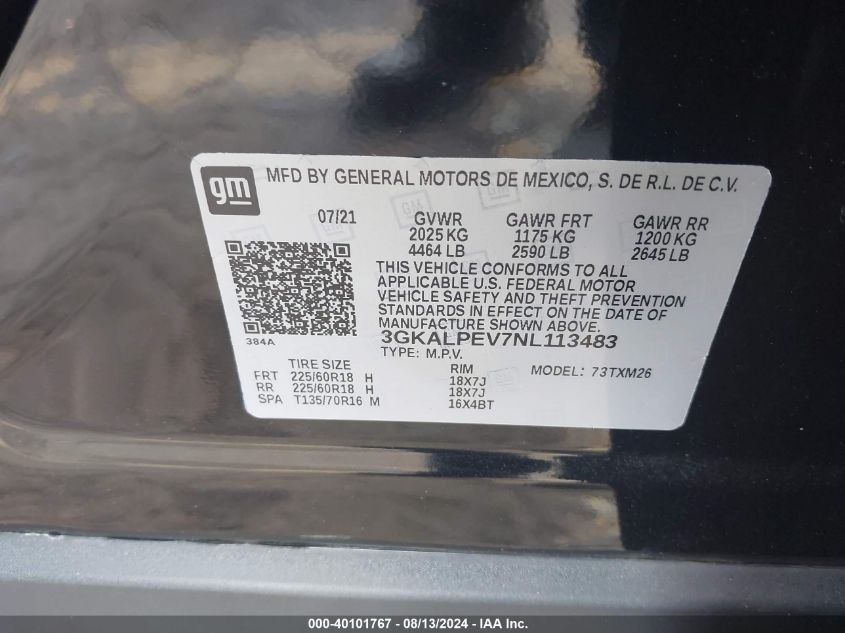 gm
MFD BY GENERAL MOTORS DE MEXICO, S. DE R.L. DE C.V.
07/21 GVWR GAWR FRT GAWR RR
2025 KG 1175 KG 1200 KG
4464 LB 2590 LB 2645 LB
THIS VEHICLE CONFORMS TO ALL
APPLICABLE U.S. FEDERAL MOTOR
VEHICLE SAFETY AND THEFT PREVENTION
STANDARDS IN EFFECT ON THE DATE OF
MANUFACTURE SHOWN ABOVE.
384A 3GKALPEV7NL113483
TYPE: M.P.V.
TIRE SIZE RIM MODEL: 73TXM26
FRT 225/60R18 H 18X7J
RR 225/60R18 H 18X7J
SPA T135/70R16 M 16X4BT
000-40101767 - 08/13/2024 - IAA Inc.